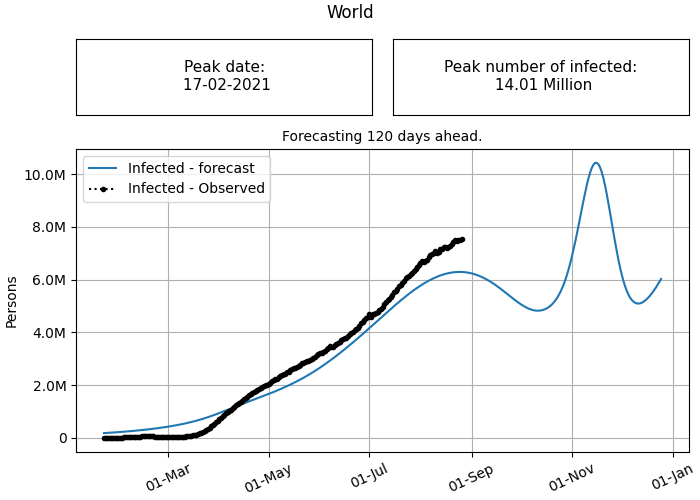 World
Peak date:
17-02-2021
Peak number of infected:
14.01 Million
Forecasting 120 days ahead.
Infected - forecast
Infected - Observed
10.0M
8.0M
6.0M
4.0M
2.0M
0
Persons
01-Mar
01-May
01-Jul
01-Sep
01-Nov
01-Jan